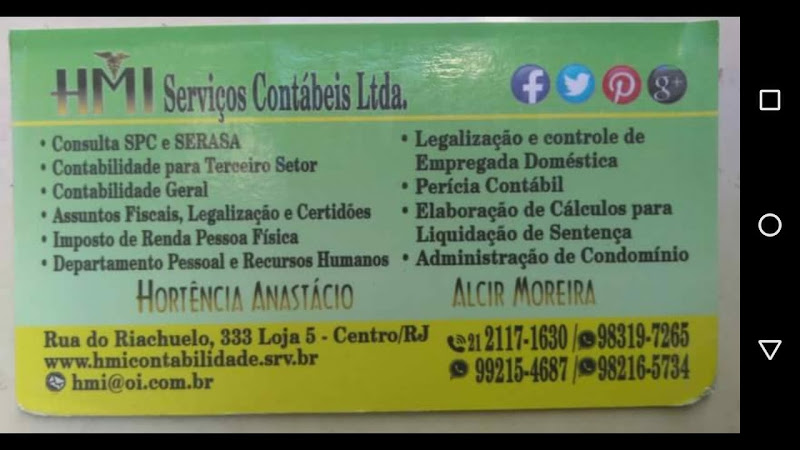 HMI Serviços Contábeis Ltda.
f g+
• Consulta SPC e SERASA
• Contabilidade para Terceiro Setor
• Contabilidade Geral
• Assuntos Fiscais, Legalização e Certidões
• Imposto de Renda Pessoa Física
• Departamento Pessoal e Recursos Humanos
• Legalização e controle de
Empregada Doméstica
• Perícia Contábil
• Elaboração de Cálculos para
Liquidação de Sentença
• Administração de Condomínio
HORTÊNCIA ANASTÁCIO
ALCIR MOREIRA
Rua do Riachuelo, 333 Loja 5 - Centro/RJ
www.hmicontabilidade.srv.br
hmi@oi.com.br
21 2117-1630 / 98319-7265
99215-4687 / 98216-5734